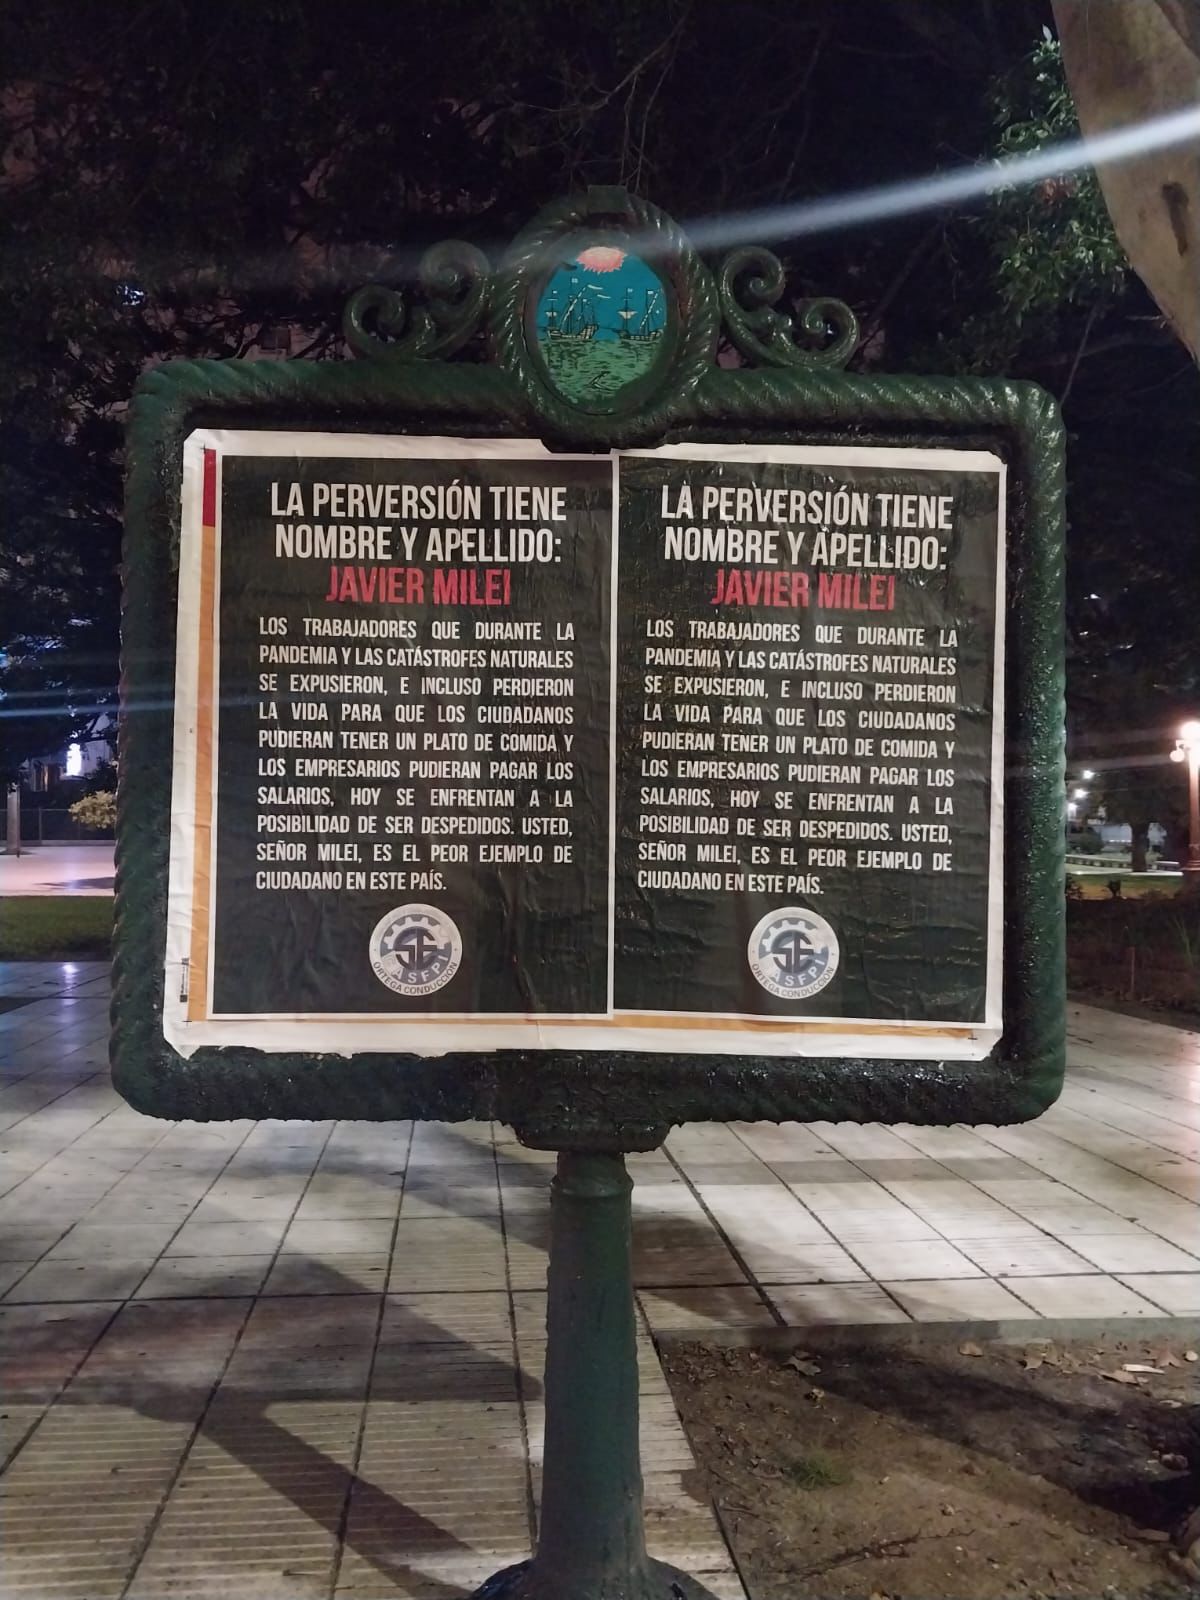 LA PERVERSIÓN TIENE
NOMBRE Y APELLIDO:
JAVIER MILEI
LOS TRABAJADORES QUE DURANTE LA
PANDEMIA Y LAS CATÁSTROFES NATURALES
SE EXPUSIERON, E INCLUSO PERDIERON
LA VIDA PARA QUE LOS CIUDADANOS
PUDIERAN TENER UN PLATO DE COMIDA Y
LOS EMPRESARIOS PUDIERAN PAGAR LOS
SALARIOS, HOY SE ENFRENTAN A LA
POSIBILIDAD DE SER DESPEDIDOS. USTED,
SEÑOR MILEI, ES EL PEOR EJEMPLO DE
CIUDADANO EN ESTE PAÍS.
SE
ASFPI
ORTEGA CONDUCCIÓN
LA PERVERSIÓN TIENE
NOMBRE Y APELLIDO:
JAVIER MILEI
LOS TRABAJADORES QUE DURANTE LA
PANDEMIA Y LAS CATÁSTROFES NATURALES
SE EXPUSIERON, E INCLUSO PERDIERON
LA VIDA PARA QUE LOS CIUDADANOS
PUDIERAN TENER UN PLATO DE COMIDA Y
LOS EMPRESARIOS PUDIERAN PAGAR LOS
SALARIOS, HOY SE ENFRENTAN A LA
POSIBILIDAD DE SER DESPEDIDOS. USTED,
SEÑOR MILEI, ES EL PEOR EJEMPLO DE
CIUDADANO EN ESTE PAÍS.
SE
ASFPI
ORTEGA CONDUCCIÓN